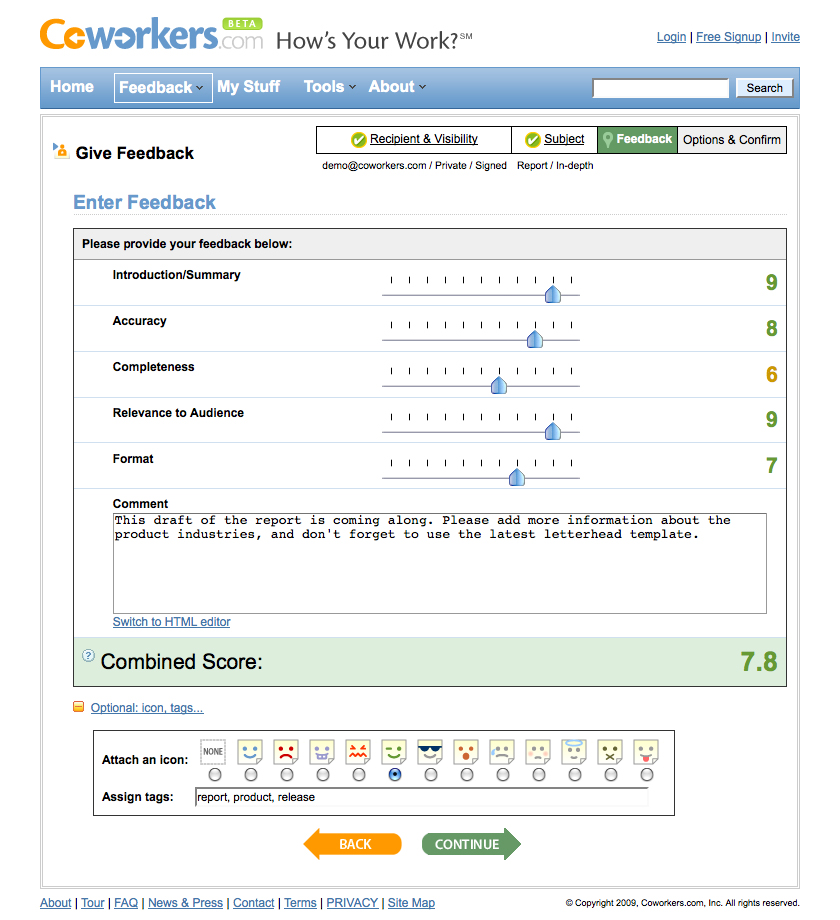 Coworkers.com BETA How's Your Work?℠
Login | Free Signup | Invite
Home Feedback My Stuff Tools About Search
Give Feedback
Recipient & Visibility Subject Feedback Options & Confirm
demo@coworkers.com / Private / Signed Report / In-depth
Enter Feedback
Please provide your feedback below:
Introduction/Summary 9
Accuracy 8
Completeness 6
Relevance to Audience 9
Format 7
Comment
This draft of the report is coming along. Please add more information about the
product industries, and don't forget to use the latest letterhead template.
Switch to HTML editor
? Combined Score: 7.8
Optional: icon, tags...
Attach an icon: NONE
Assign tags: report, product, release
BACK CONTINUE
About | Tour | FAQ | News & Press | Contact | Terms | PRIVACY | Site Map
© Copyright 2009, Coworkers.com, Inc. All rights reserved.